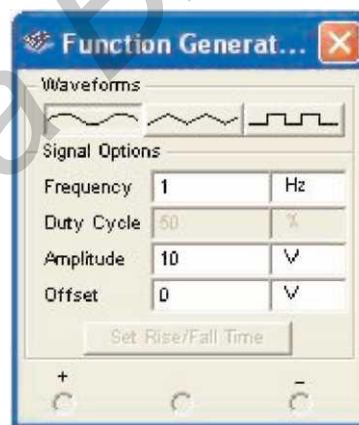 Function Generat...
Waveforms
Signal Options
Frequency 1 Hz
Duty Cycle 50 %
Amplitude 10 V
Offset 0 V
Set Rise/Fall Time
+ -